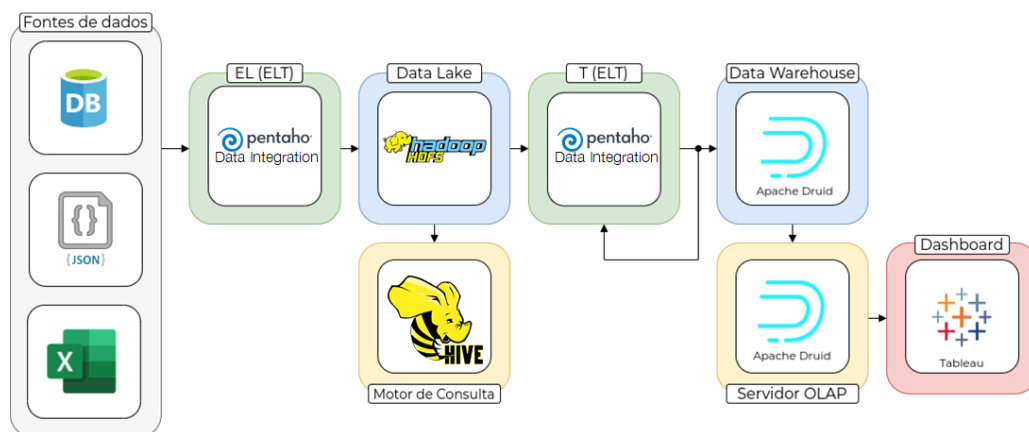 Fontes de dados
DB
{}
{JSON}
X
EL (ELT)
pentaho
Data Integration
Data Lake
hadoop
HDFS
HIVE
Motor de Consulta
T (ELT)
pentaho
Data Integration
Data Warehouse
Apache Druid
Apache Druid
Servidor OLAP
Dashboard
Tableau